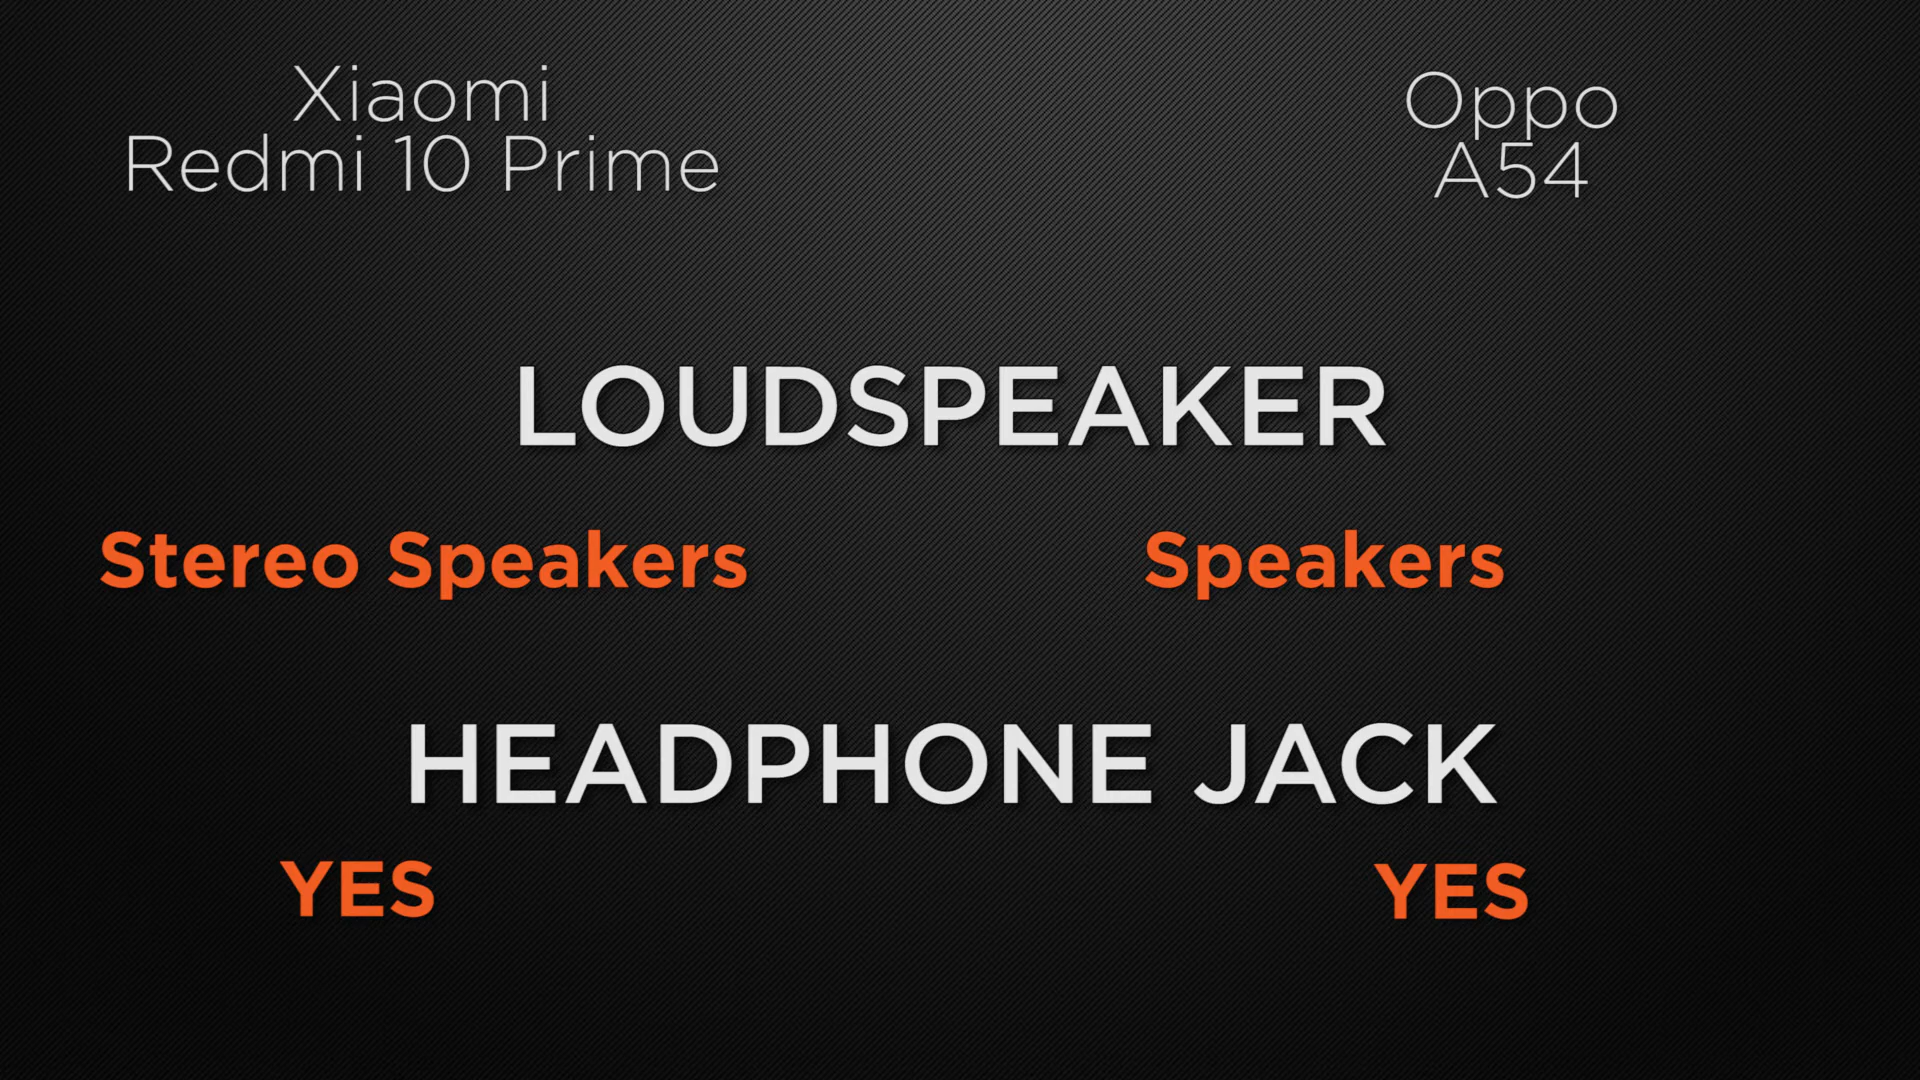 Xiaomi
Redmi 10 Prime
Oppo
A54
LOUDSPEAKER
Stereo Speakers
Speakers
HEADPHONE JACK
YES
YES